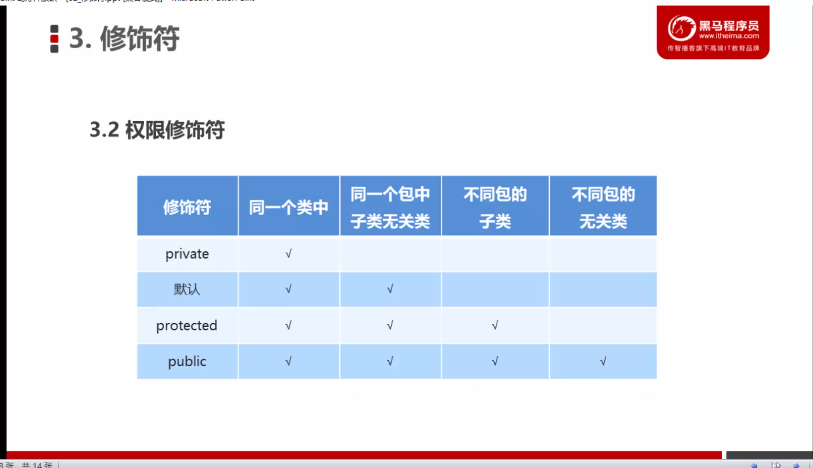 3. 修饰符
黑马程序员
www.itheima.com
传智播客旗下高端IT教育品牌
3.2 权限修饰符
修饰符 同一个类中 同一个包中 不同包的 不同包的
子类无关类 子类 无关类
private √
默认 √ √
protected √ √ √
public √ √ √ √
共 14 张